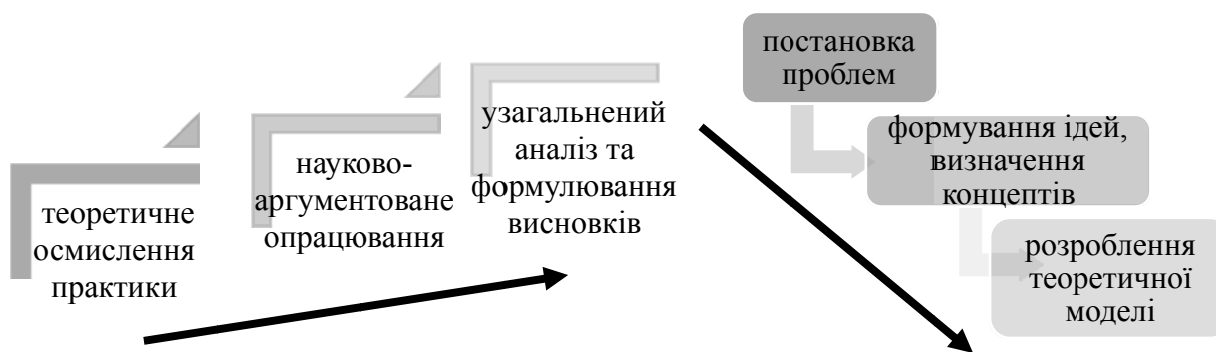 теоретичне
осмислення
практики
науково-
аргументоване
опрацювання
узагальнений
аналіз та
формулювання
висновків
постановка
проблем
формування ідей,
визначення
концептів
розроблення
теоретичної
моделі